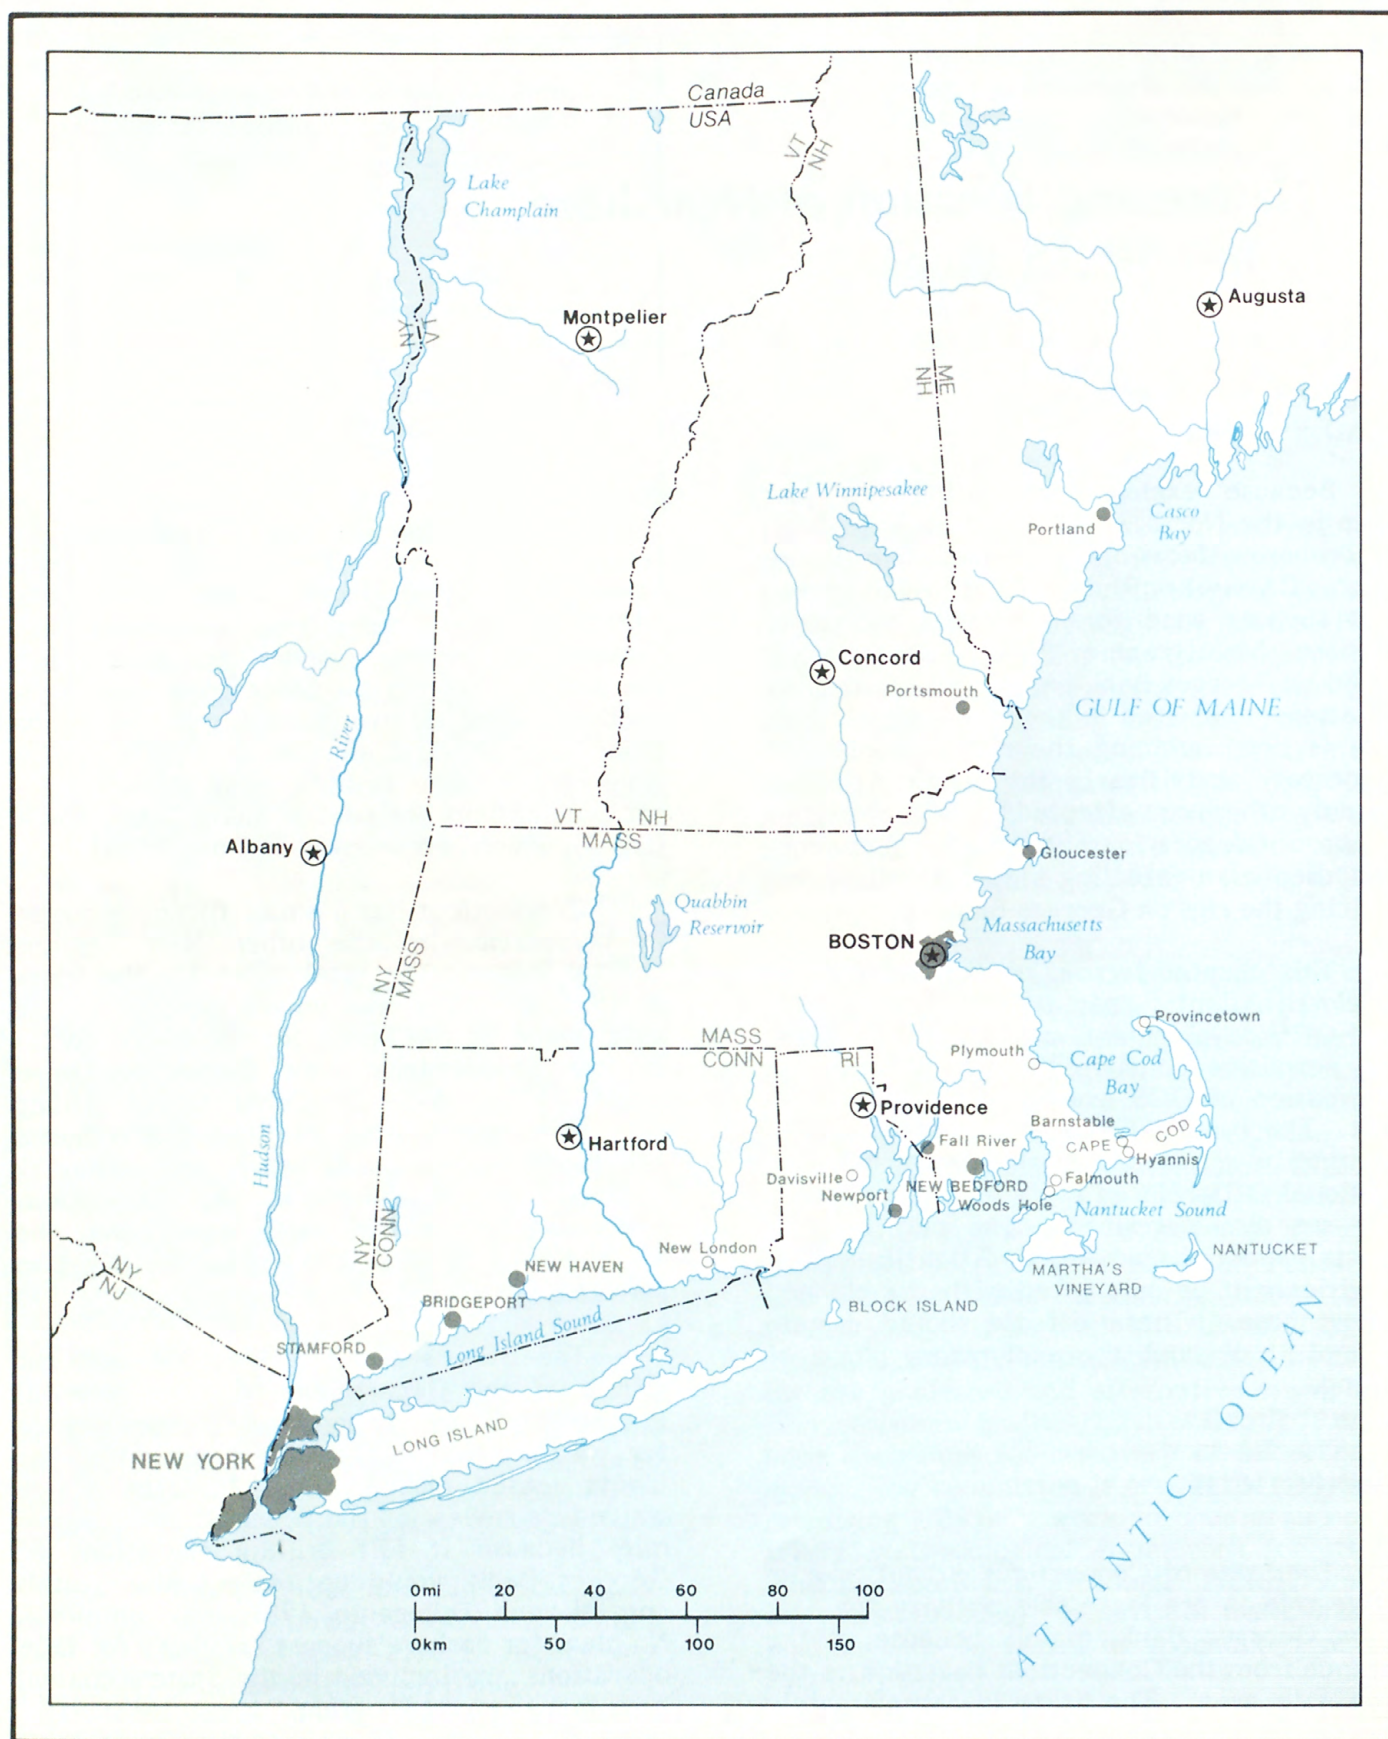 Canada
USA
VT
NH
Lake
Champlain
Augusta
Montpelier
NY
VT
NH
ME
Lake Winnipesakee
Casco
Bay
Portland
Concord
Portsmouth
GULF OF MAINE
River
VT
NH
MASS
Albany
Gloucester
Quabbin
Reservoir
Massachusetts
Bay
BOSTON
NY
MASS
Provincetown
MASS
CONN
RI
Plymouth
Cape Cod
Bay
Providence
Barnstable
CAPE COD
Hartford
Fall River
Hyannis
Hudson
Davisville
NEW BEDFORD
Falmouth
Newport
Woods Hole
Nantucket Sound
NY
CONN
New London
NANTUCKET
NY
NJ
NEW HAVEN
MARTHA'S
VINEYARD
BRIDGEPORT
BLOCK ISLAND
Long Island Sound
STAMFORD
LONG ISLAND
NEW YORK
ATLANTIC OCEAN
0mi 20 40 60 80 100
0km 50 100 150